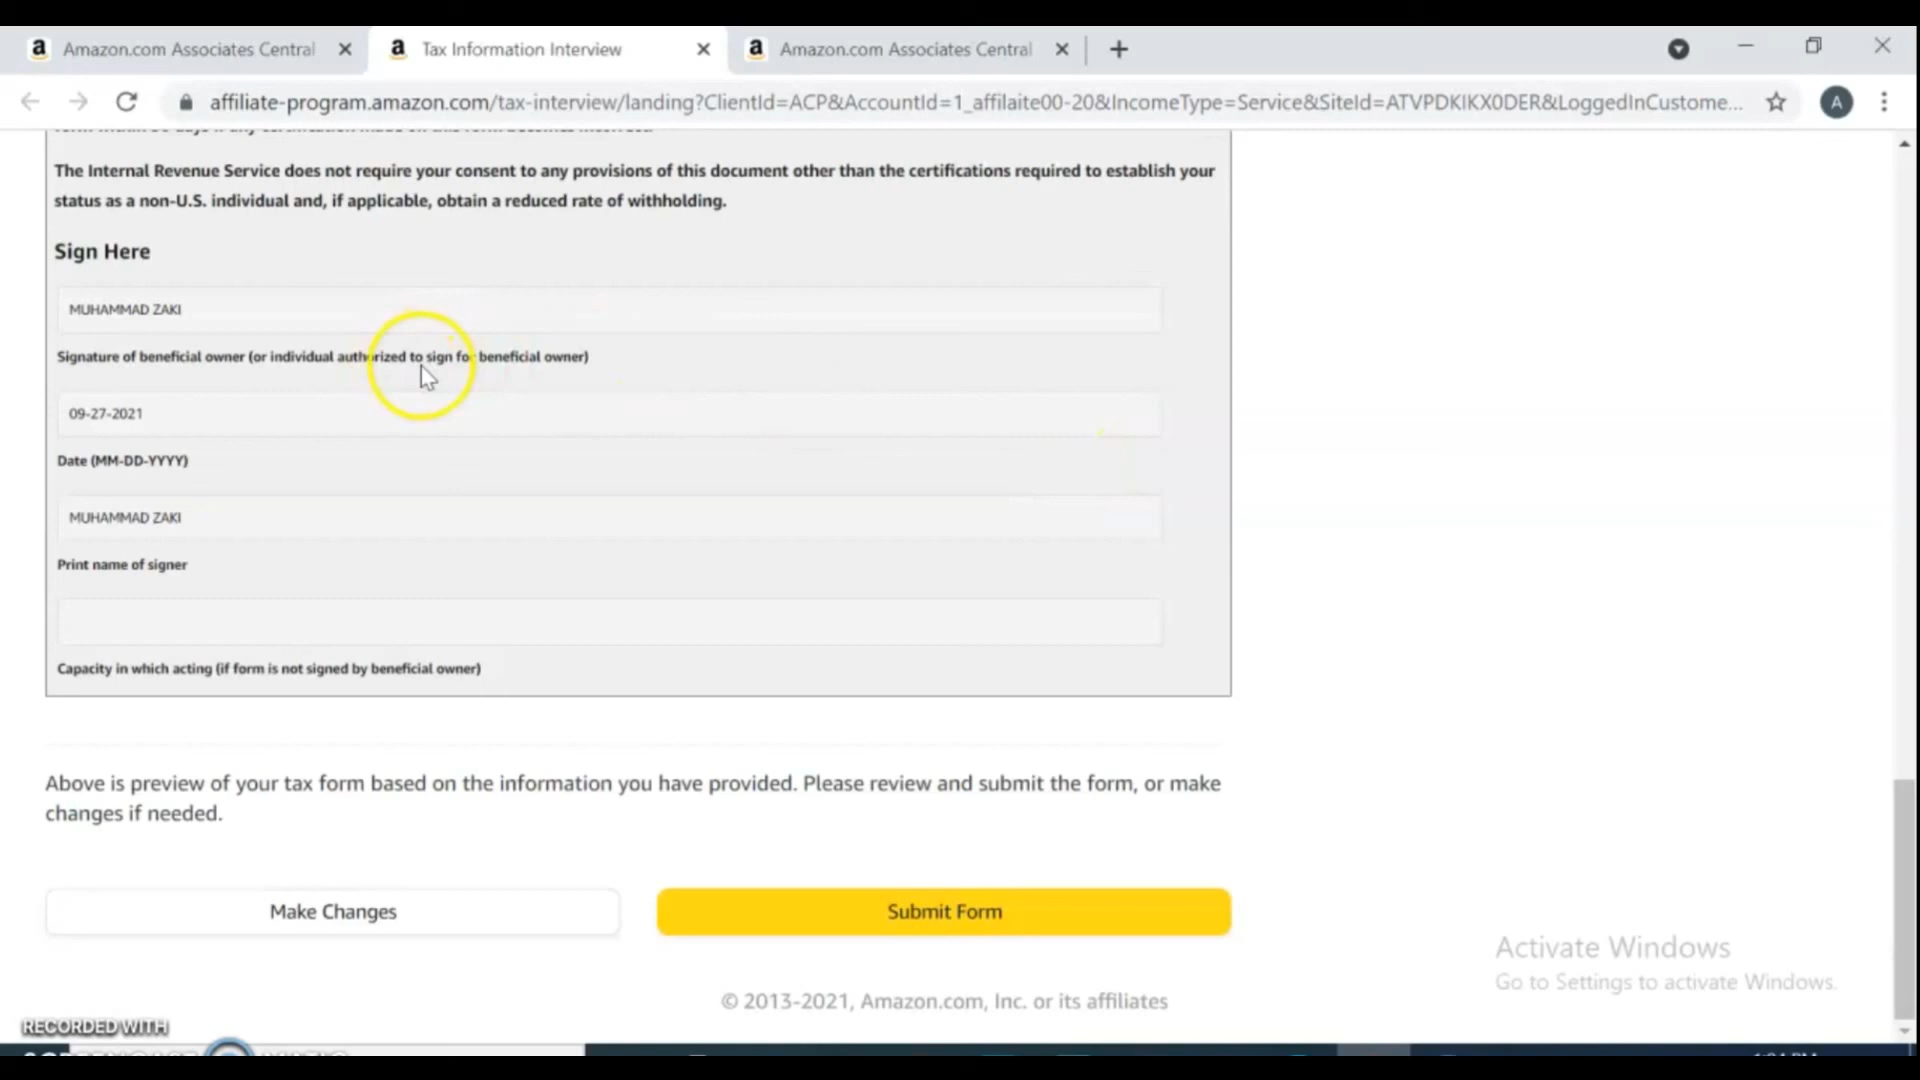 Amazon.com Associates Central
Tax Information Interview
Amazon.com Associates Central
affiliate-program.amazon.com/tax-interview/landing?ClientId=ACP&AccountId=1_affilaite00-20&IncomeType=Service&SiteId=ATVPDKIKX0DER&LoggedInCustome...
A
The Internal Revenue Service does not require your consent to any provisions of this document other than the certifications required to establish your
status as a non-U.S. individual and, if applicable, obtain a reduced rate of withholding.
Sign Here
MUHAMMAD ZAKI
Signature of beneficial owner (or individual authorized to sign for beneficial owner)
09-27-2021
Date (MM-DD-YYYY)
MUHAMMAD ZAKI
Print name of signer
Capacity in which acting (if form is not signed by beneficial owner)
Above is preview of your tax form based on the information you have provided. Please review and submit the form, or make
changes if needed.
Make Changes
Submit Form
Activate Windows
Go to Settings to activate Windows.
© 2013-2021, Amazon.com, Inc. or its affiliates
RECORDED WITH